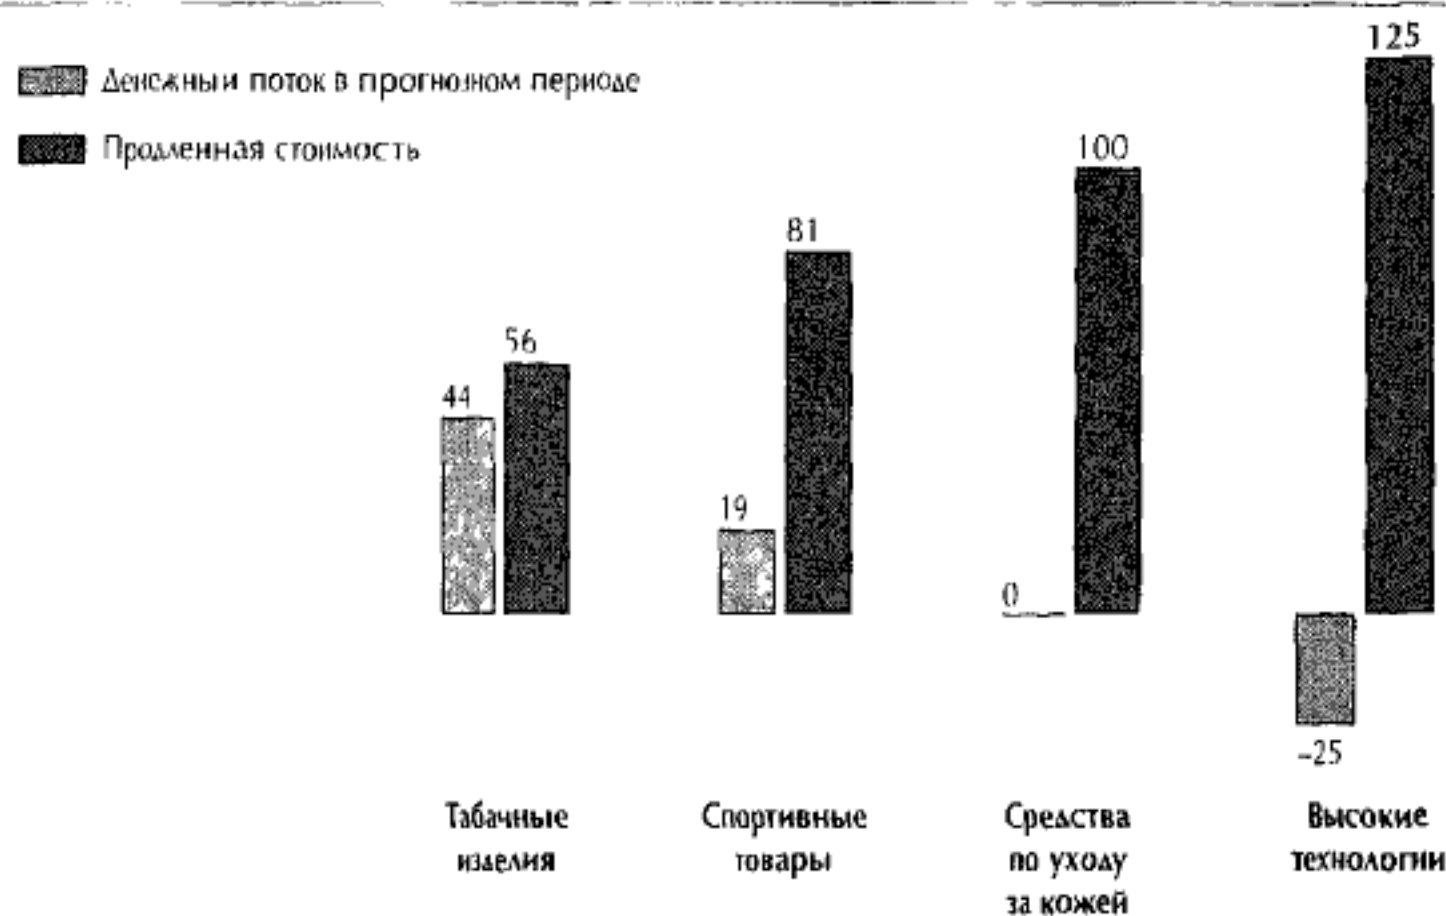 Денежный поток в прогнозном периоде
Продленная стоимость
125
100
81
56
44
19
0
-25
Табачные
изделия
Спортивные
товары
Средства
по уходу
за кожей
Высокие
технологии